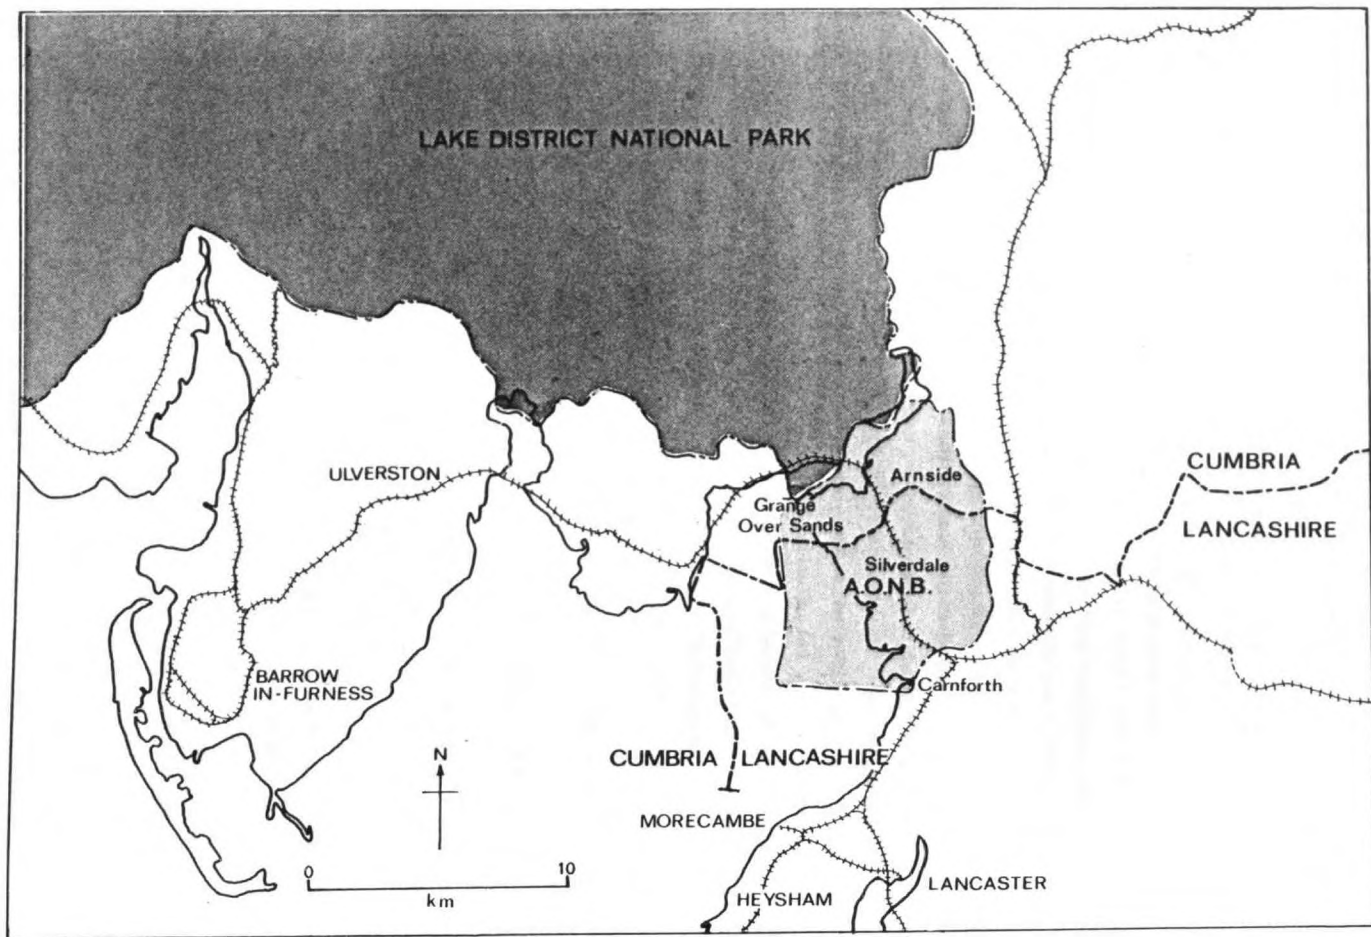 LAKE DISTRICT NATIONAL PARK
ULVERSTON
Arnside
CUMBRIA
Grange
Over Sands
LANCASHIRE
Silverdale
A.O.N.B.
BARROW
IN-FURNESS
Carnforth
N
CUMBRIA
LANCASHIRE
MORECAMBE
0
10
km
HEYSHAM
LANCASTER